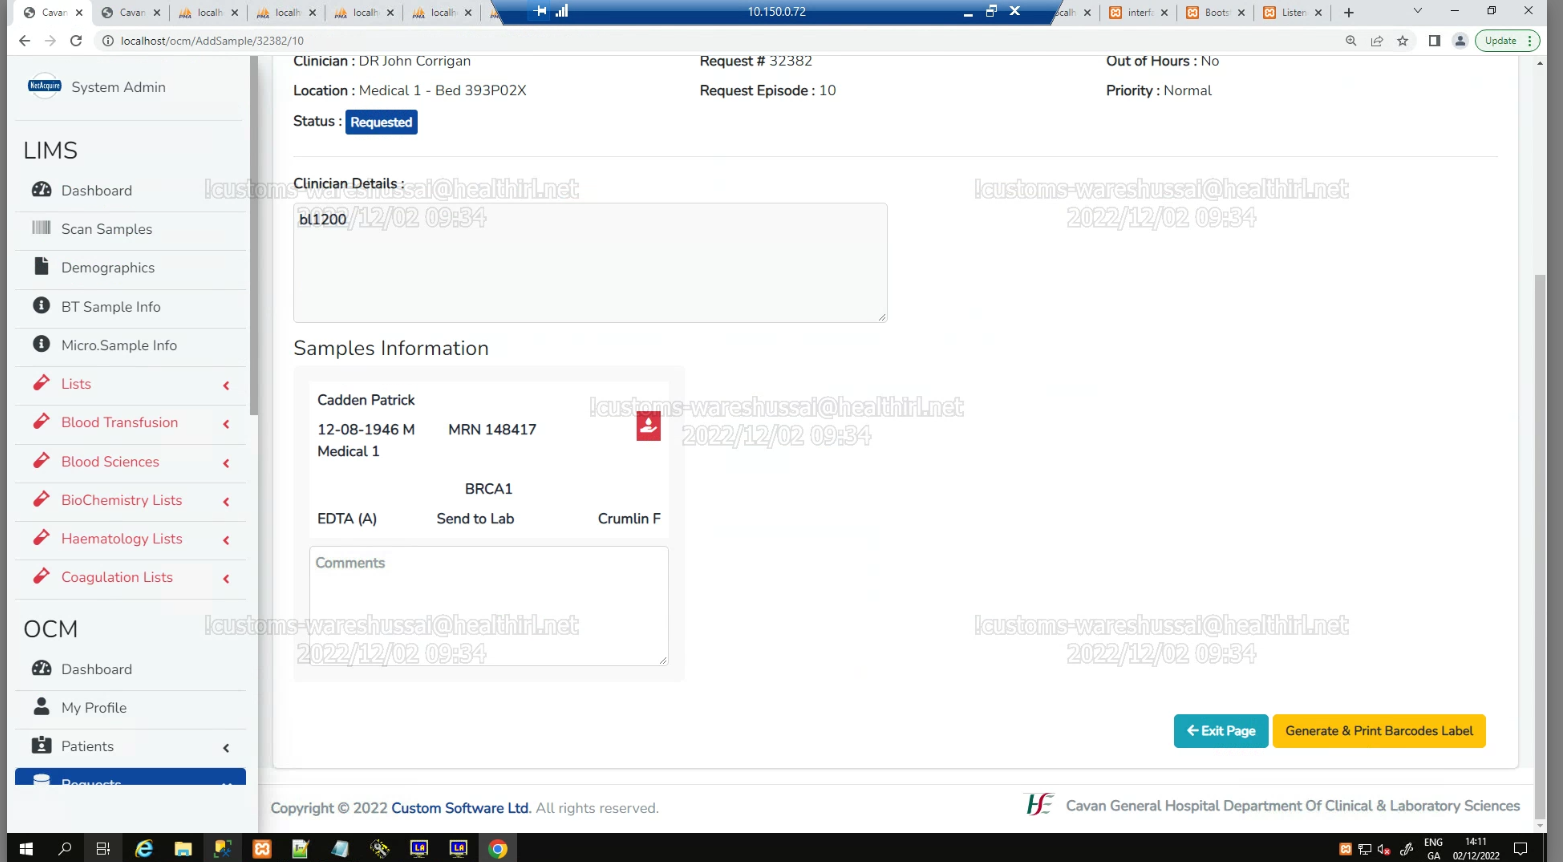 Cavan
Cavan
localh
localh
localh
localh
10.150.0.72
calh
interfa
Boots
Listen
localhost/ocm/AddSample/32382/10
Update
NetAcquire
System Admin
Clinician : DR John Corrigan
Request # 32382
Out of Hours : No
Location : Medical 1 - Bed 393P02X
Request Episode : 10
Priority : Normal
Status : Requested
LIMS
Dashboard
Scan Samples
Demographics
BT Sample Info
Micro.Sample Info
Lists
Blood Transfusion
Blood Sciences
BioChemistry Lists
Haematology Lists
Coagulation Lists
OCM
Dashboard
My Profile
Patients
Requests
Clinician Details :
bl1200
!customs-wareshussai@healthirl.net
2022/12/02 09:34
!customs-wareshussai@healthirl.net
2022/12/02 09:34
Samples Information
Cadden Patrick
12-08-1946 M
MRN 148417
Medical 1
BRCA1
EDTA (A)
Send to Lab
Crumlin F
!customs-wareshussai@healthirl.net
2022/12/02 09:34
Comments
!customs-wareshussai@healthirl.net
2022/12/02 09:34
!customs-wareshussai@healthirl.net
2022/12/02 09:34
Exit Page
Generate & Print Barcodes Label
Copyright © 2022 Custom Software Ltd. All rights reserved.
Cavan General Hospital Department Of Clinical & Laboratory Sciences
ENG
GA
14:11
02/12/2022